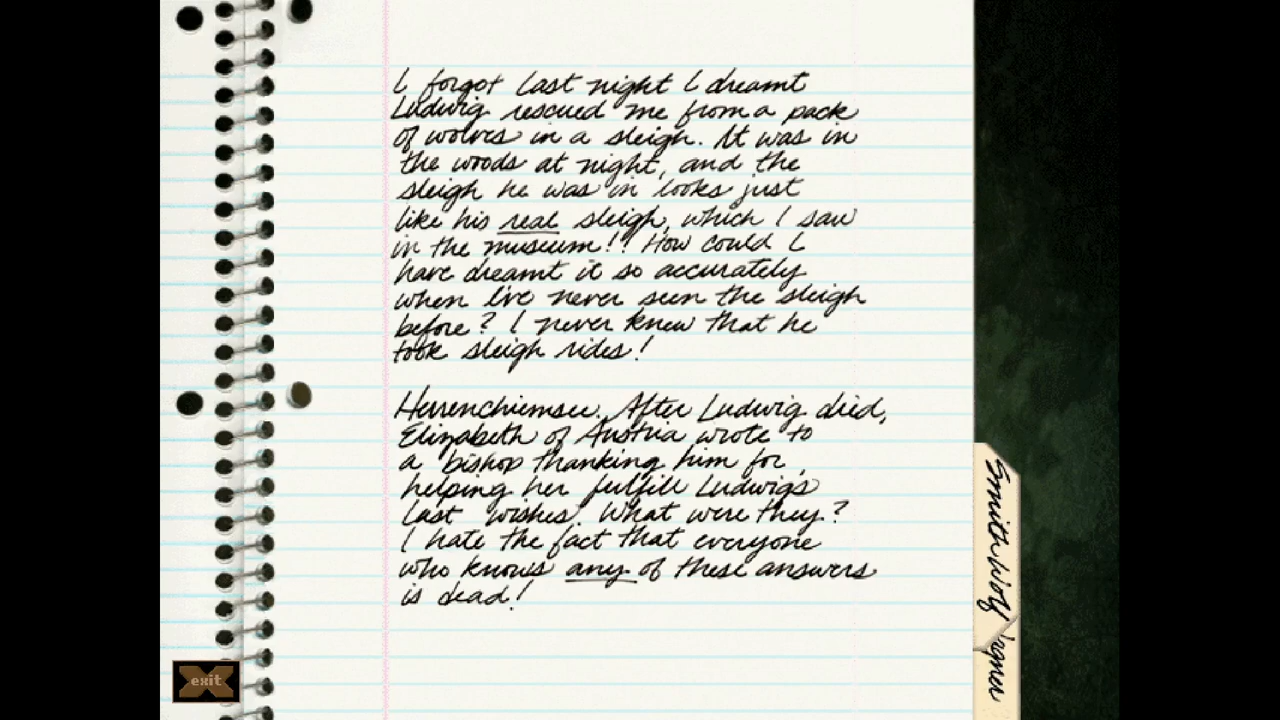 I forgot last night I dreamt
Ludwig rescued me from a pack
of wolves in a sleigh. It was in
the woods at night, and the
sleigh he was in looks just
like his real sleigh, which I saw
in the museum!! How could I
have dreamt it so accurately
when I've never seen the sleigh
before? I never knew that he
took sleigh rides!
Herrenchiemsee. After Ludwig died,
Elizabeth of Austria wrote to
a bishop thanking him for
helping her fulfill Ludwig's
last wishes. What were they?
I hate the fact that everyone
who knows any of these answers
is dead!
Smith Wolf
exit